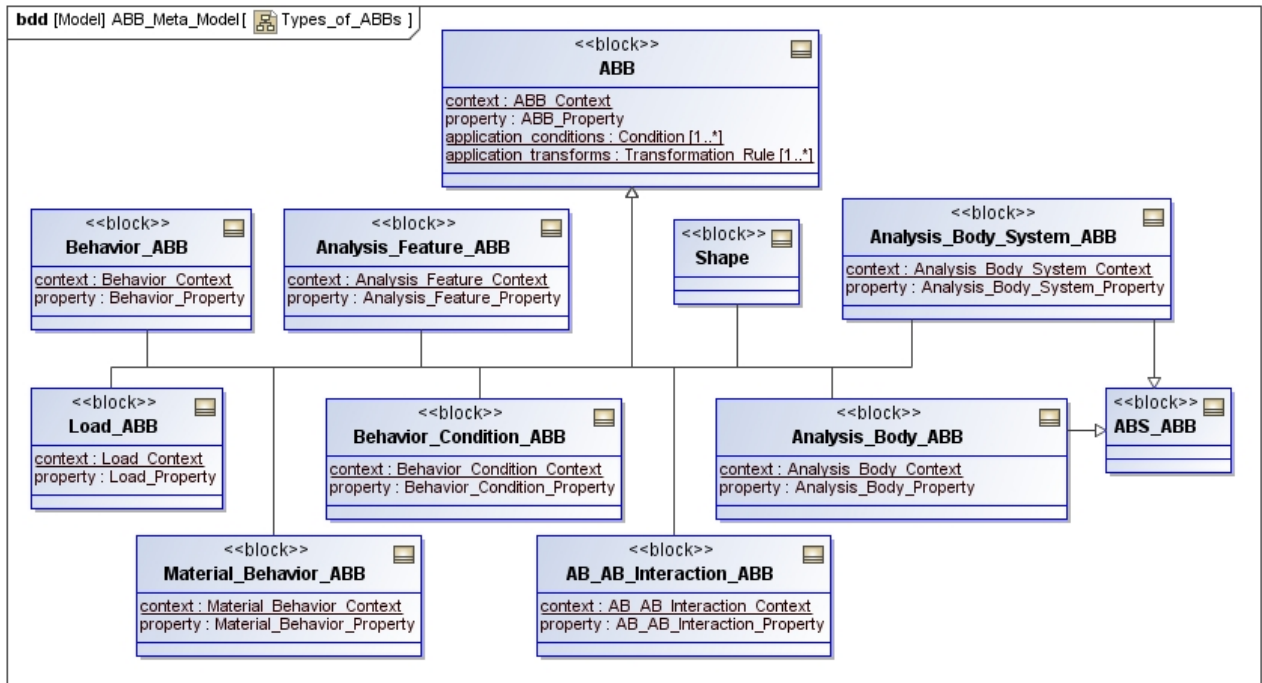 bdd [Model] ABB_Meta_Model[ Types_of_ABBs ]
<<block>>
ABB
context : ABB_Context
property : ABB_Property
application_conditions : Condition [1..*]
application_transforms : Transformation_Rule [1..*]
<<block>>
Behavior_ABB
context : Behavior_Context
property : Behavior_Property
<<block>>
Analysis_Feature_ABB
context : Analysis_Feature_Context
property : Analysis_Feature_Property
<<block>>
Shape
<<block>>
Analysis_Body_System_ABB
context : Analysis_Body_System_Context
property : Analysis_Body_System_Property
<<block>>
Load_ABB
context : Load_Context
property : Load_Property
<<block>>
Behavior_Condition_ABB
context : Behavior_Condition_Context
property : Behavior_Condition_Property
<<block>>
Analysis_Body_ABB
context : Analysis_Body_Context
property : Analysis_Body_Property
<<block>>
ABS_ABB
<<block>>
Material_Behavior_ABB
context : Material_Behavior_Context
property : Material_Behavior_Property
<<block>>
AB_AB_Interaction_ABB
context : AB_AB_Interaction_Context
property : AB_AB_Interaction_Property